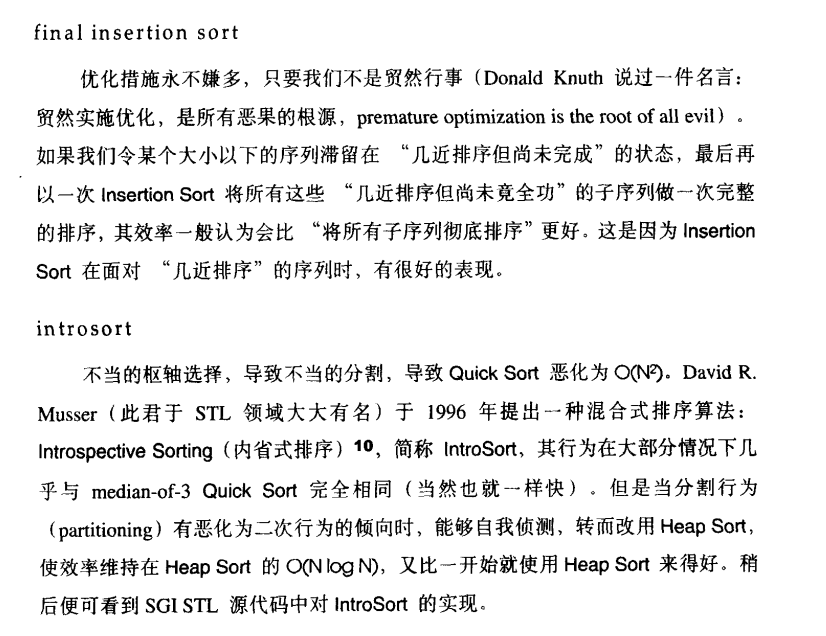 final insertion sort
优化措施永不嫌多，只要我们不是贸然行事（Donald Knuth 说过一件名言：
贸然实施优化，是所有恶果的根源，premature optimization is the root of all evil）。
如果我们令某个大小以下的序列滞留在 “几近排序但尚未完成”的状态，最后再
以一次 Insertion Sort 将所有这些 “几近排序但尚未竟全功”的子序列做一次完整
的排序，其效率一般认为会比 “将所有子序列彻底排序”更好。这是因为 Insertion
Sort 在面对 “几近排序”的序列时，有很好的表现。
introsort
不当的枢轴选择，导致不当的分割，导致 Quick Sort 恶化为 O(N²)。David R.
Musser（此君于 STL 领域大大有名）于 1996 年提出一种混合式排序算法：
Introspective Sorting（内省式排序）10，简称 IntroSort，其行为在大部分情况下几
乎与 median-of-3 Quick Sort 完全相同（当然也就一样快）。但是当分割行为
（partitioning）有恶化为二次行为的倾向时，能够自我侦测，转而改用 Heap Sort，
使效率维持在 Heap Sort 的 O(N log N)，又比一开始就使用 Heap Sort 来得好。稍
后便可看到 SGI STL 源代码中对 IntroSort 的实现。